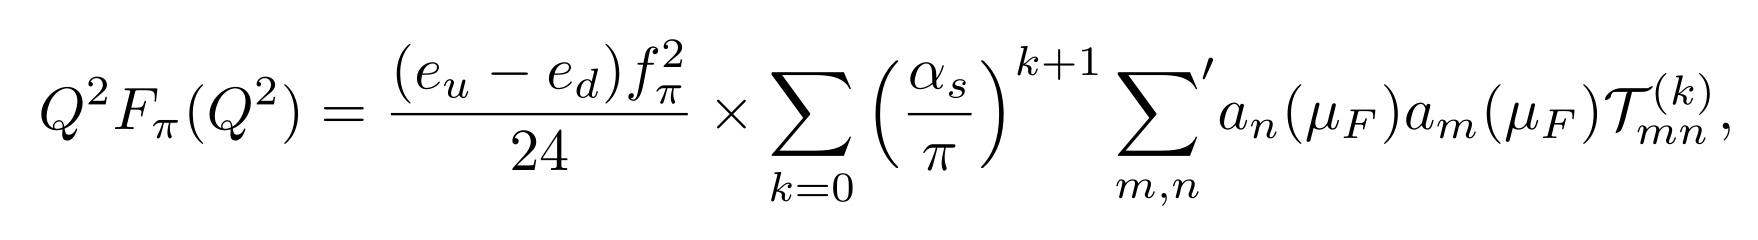 $Q^2 F_\pi(Q^2) = \frac{(e_u - e_d) f_\pi^2}{24} \times \sum_{k=0} \left( \frac{\alpha_s}{\pi} \right)^{k+1} \sum_{m,n}{}^{'} a_n(\mu_F) a_m(\mu_F) \mathcal{T}_{mn}^{(k)},$